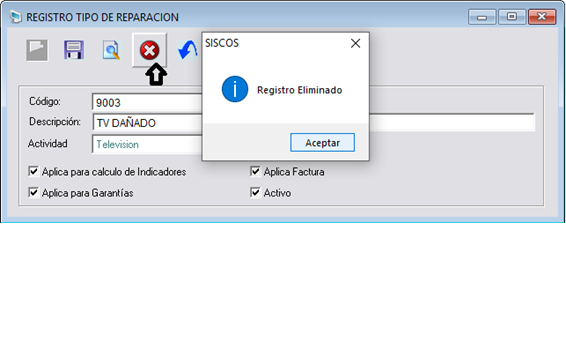 REGISTRO TIPO DE REPARACION
SISCOS
Registro Eliminado
Aceptar
Código: 9003
Descripción: TV DAÑADO
Actividad Television
Aplica para calculo de Indicadores Aplica Factura
Aplica para Garantías Activo